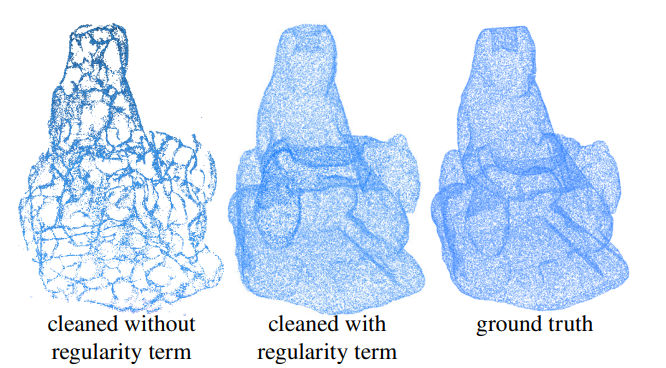 cleaned without
regularity term
cleaned with
regularity term
ground truth